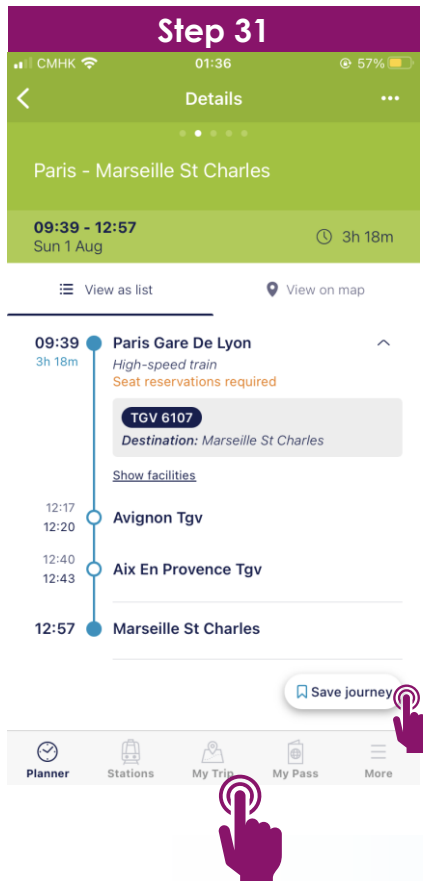 Step 31
CMHK 01:36 57%
Details
Paris - Marseille St Charles
09:39 - 12:57
Sun 1 Aug
3h 18m
View as list
View on map
09:39 Paris Gare De Lyon
3h 18m High-speed train
Seat reservations required
TGV 6107
Destination: Marseille St Charles
Show facilities
12:17
12:20
Avignon Tgv
12:40
12:43
Aix En Provence Tgv
12:57 Marseille St Charles
Save journey
Planner Stations My Trip My Pass More